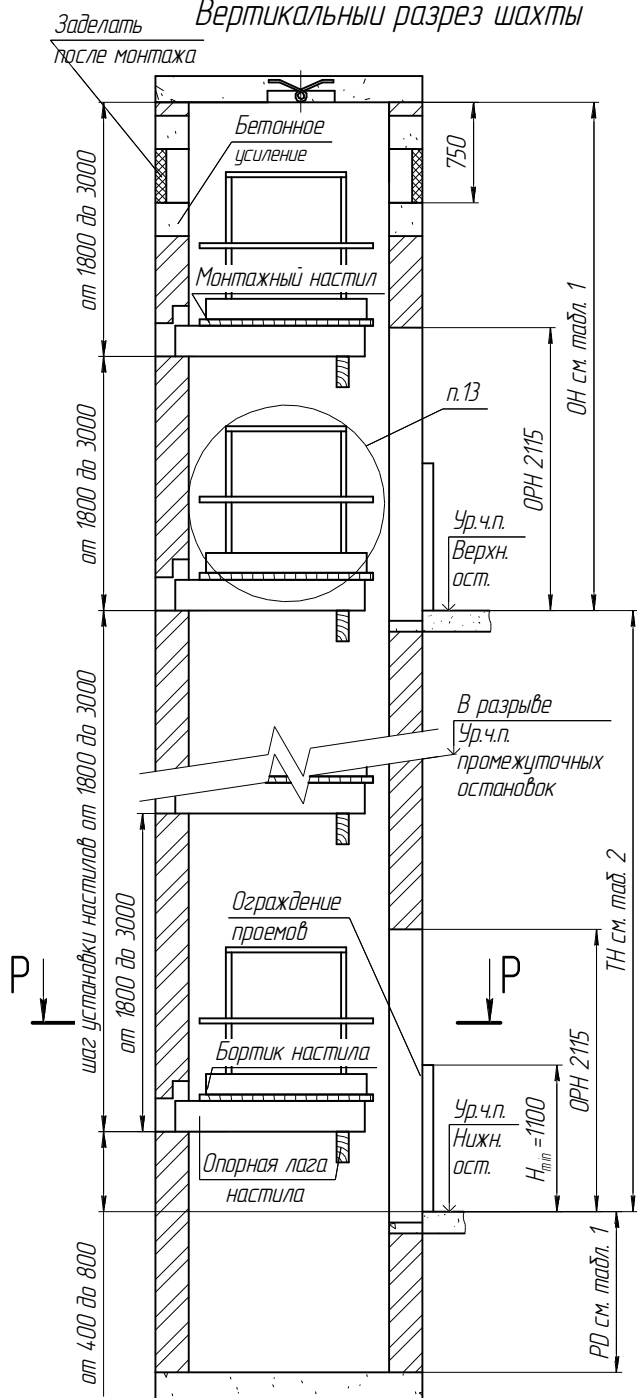 Вертикальный разрез шахты
Заделать
после монтажа
Бетонное
усиление
750
от 1800 до 3000
Монтажный настил
ОН см. табл. 1
п.13
ОРН 2115
от 1800 до 3000
Ур.ч.п.
Верхн.
ост.
В разрыве
Ур.ч.п.
промежуточных
остановок
шаг установки настилов от 1800 до 3000
от 1800 до 3000
ТН см. таб. 2
Ограждение
проемов
Р
Р
ОРН 2115
Бортик настила
Ур.ч.п.
Нижн.
ост.
Hmin=1100
Опорная лага
настила
от 400 до 800
PD см. табл. 1